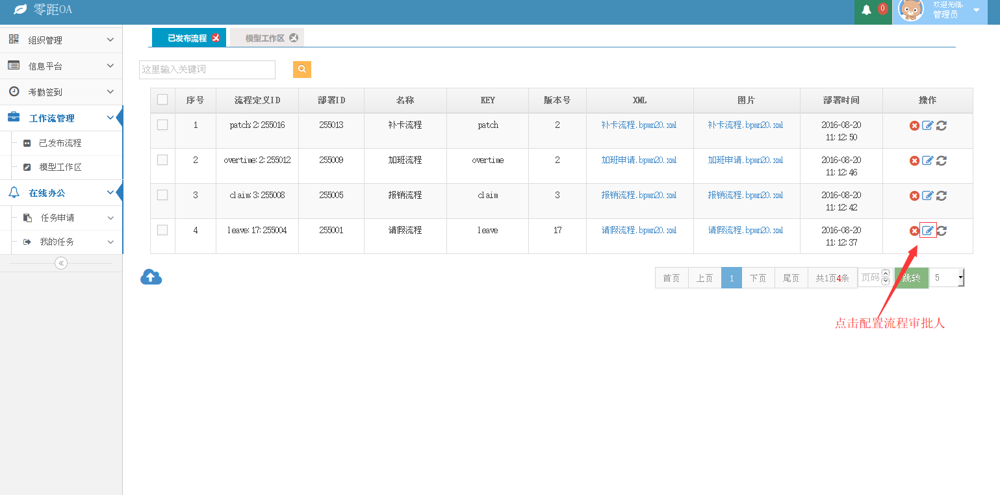 零距OA
0
欢迎光临,
管理员
组织管理
信息平台
考勤签到
工作流管理
已发布流程
模型工作区
在线办公
任务申请
我的任务
已发布流程 模型工作区
这里输入关键词
序号 流程定义ID 部署ID 名称 KEY 版本号 XML 图片 部署时间 操作
1 patch:2:255016 255013 补卡流程 patch 2 补卡流程.bpmn20.xml 补卡流程.bpmn20.xml 2016-08-20
11:12:50
2 overtime:2:255012 255009 加班流程 overtime 2 加班申请.bpmn20.xml 加班申请.bpmn20.xml 2016-08-20
11:12:46
3 claim:3:255008 255005 报销流程 claim 3 报销流程.bpmn20.xml 报销流程.bpmn20.xml 2016-08-20
11:12:42
4 leave:17:255004 255001 请假流程 leave 17 请假流程.bpmn20.xml 请假流程.bpmn20.xml 2016-08-20
11:12:37
首页 上页 1 下页 尾页 共1页4条 页码 跳转 5
点击配置流程审批人